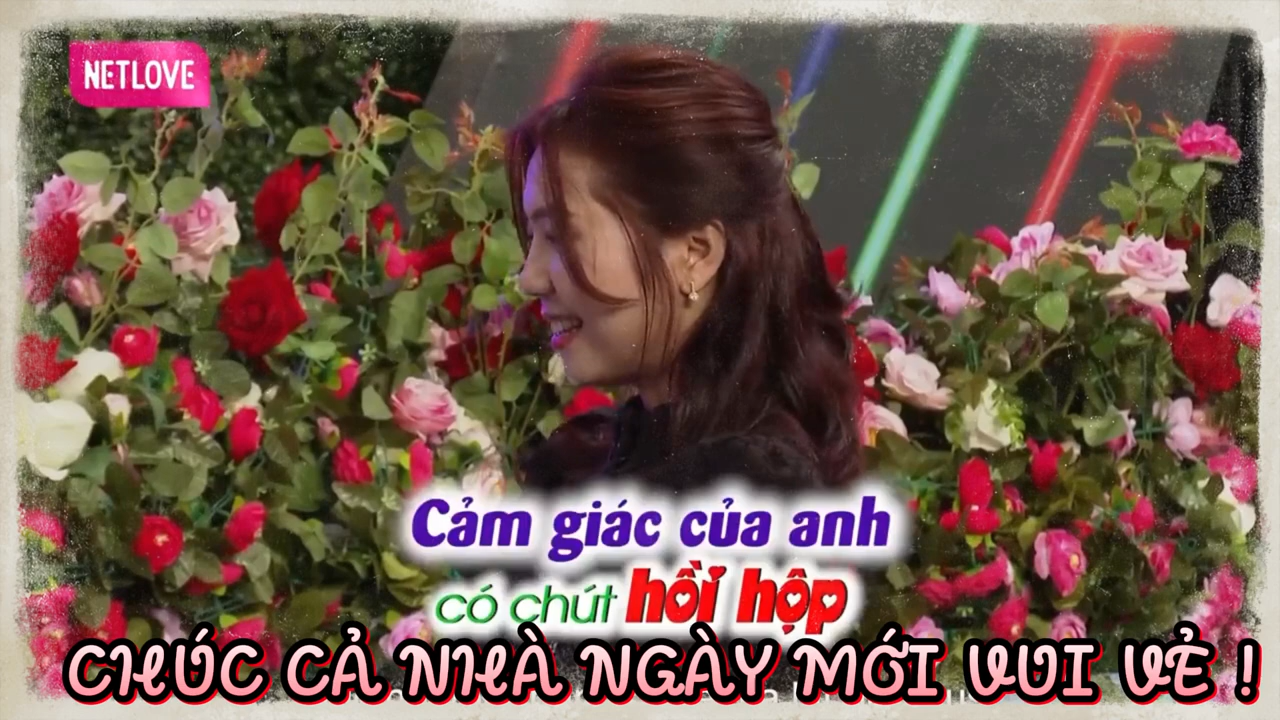 NETLOVE
Cảm giác của anh
có chút hồi hộp
CHÚC CẢ NHÀ NGÀY MỚI VUI VẺ !